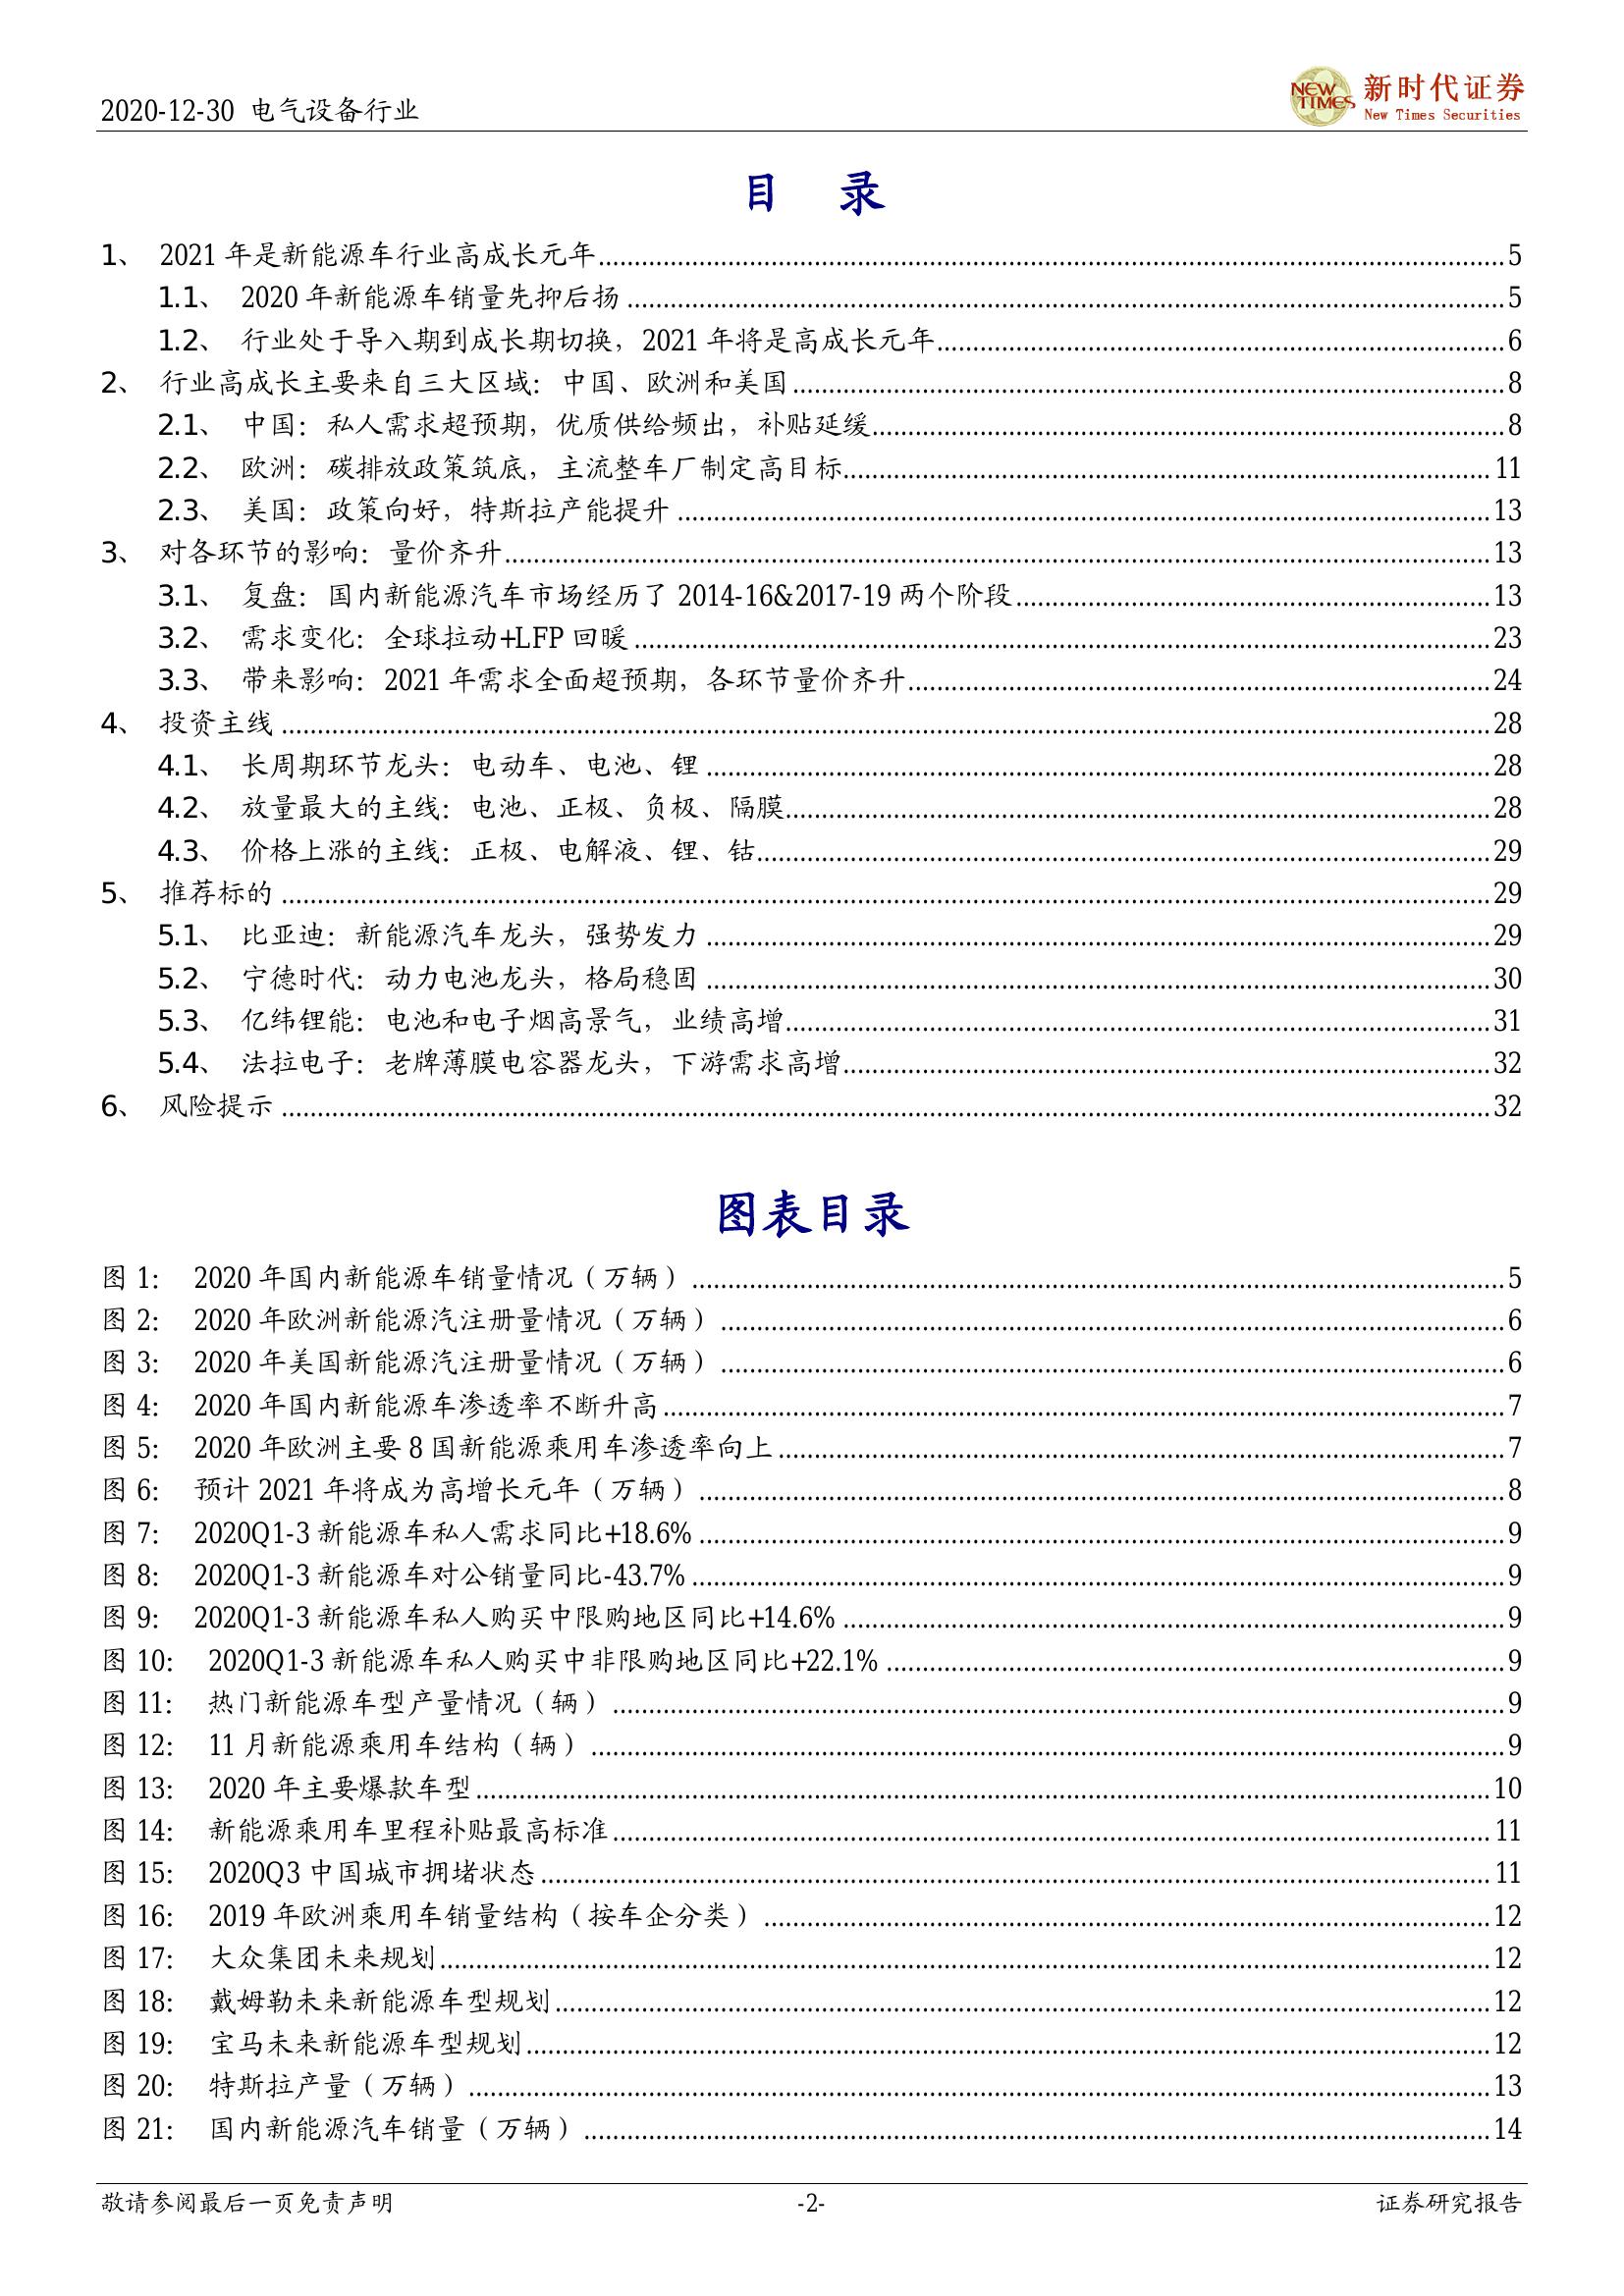 2020-12-30 电气设备行业
NEW TIMES 新时代证券
New Times Securities
目 录
1、 2021 年是新能源车行业高成长元年 5
1.1、 2020 年新能源车销量先抑后扬 5
1.2、 行业处于导入期到成长期切换，2021 年将是高成长元年 6
2、 行业高成长主要来自三大区域：中国、欧洲和美国 8
2.1、 中国：私人需求超预期，优质供给频出，补贴延缓 8
2.2、 欧洲：碳排放政策筑底，主流整车厂制定高目标 11
2.3、 美国：政策向好，特斯拉产能提升 13
3、 对各环节的影响：量价齐升 13
3.1、 复盘：国内新能源汽车市场经历了 2014-16&2017-19 两个阶段 13
3.2、 需求变化：全球拉动+LFP 回暖 23
3.3、 带来影响：2021 年需求全面超预期，各环节量价齐升 24
4、 投资主线 28
4.1、 长周期环节龙头：电动车、电池、锂 28
4.2、 放量最大的主线：电池、正极、负极、隔膜 28
4.3、 价格上涨的主线：正极、电解液、锂、钴 29
5、 推荐标的 29
5.1、 比亚迪：新能源汽车龙头，强势发力 29
5.2、 宁德时代：动力电池龙头，格局稳固 30
5.3、 亿纬锂能：电池和电子烟高景气，业绩高增 31
5.4、 法拉电子：老牌薄膜电容器龙头，下游需求高增 32
6、 风险提示 32
图表目录
图 1： 2020 年国内新能源车销量情况（万辆） 5
图 2： 2020 年欧洲新能源汽注册量情况（万辆） 6
图 3： 2020 年美国新能源汽注册量情况（万辆） 6
图 4： 2020 年国内新能源车渗透率不断升高 7
图 5： 2020 年欧洲主要 8 国新能源乘用车渗透率向上 7
图 6： 预计 2021 年将成为高增长元年（万辆） 8
图 7： 2020Q1-3 新能源车私人需求同比+18.6% 9
图 8： 2020Q1-3 新能源车对公销量同比-43.7% 9
图 9： 2020Q1-3 新能源车私人购买中限购地区同比+14.6% 9
图 10： 2020Q1-3 新能源车私人购买中非限购地区同比+22.1% 9
图 11： 热门新能源车型产量情况（辆） 9
图 12： 11 月新能源乘用车结构（辆） 9
图 13： 2020 年主要爆款车型 10
图 14： 新能源乘用车里程补贴最高标准 11
图 15： 2020Q3 中国城市拥堵状态 11
图 16： 2019 年欧洲乘用车销量结构（按车企分类） 12
图 17： 大众集团未来规划 12
图 18： 戴姆勒未来新能源车型规划 12
图 19： 宝马未来新能源车型规划 12
图 20： 特斯拉产量（万辆） 13
图 21： 国内新能源汽车销量（万辆） 14
敬请参阅最后一页免责声明 -2- 证券研究报告